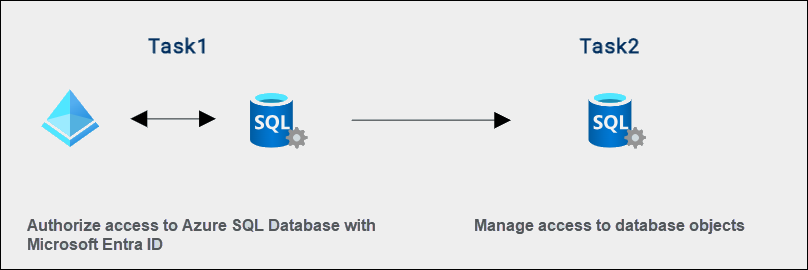 Task1
Task2
SQL
SQL
Authorize access to Azure SQL Database with
Microsoft Entra ID
Manage access to database objects